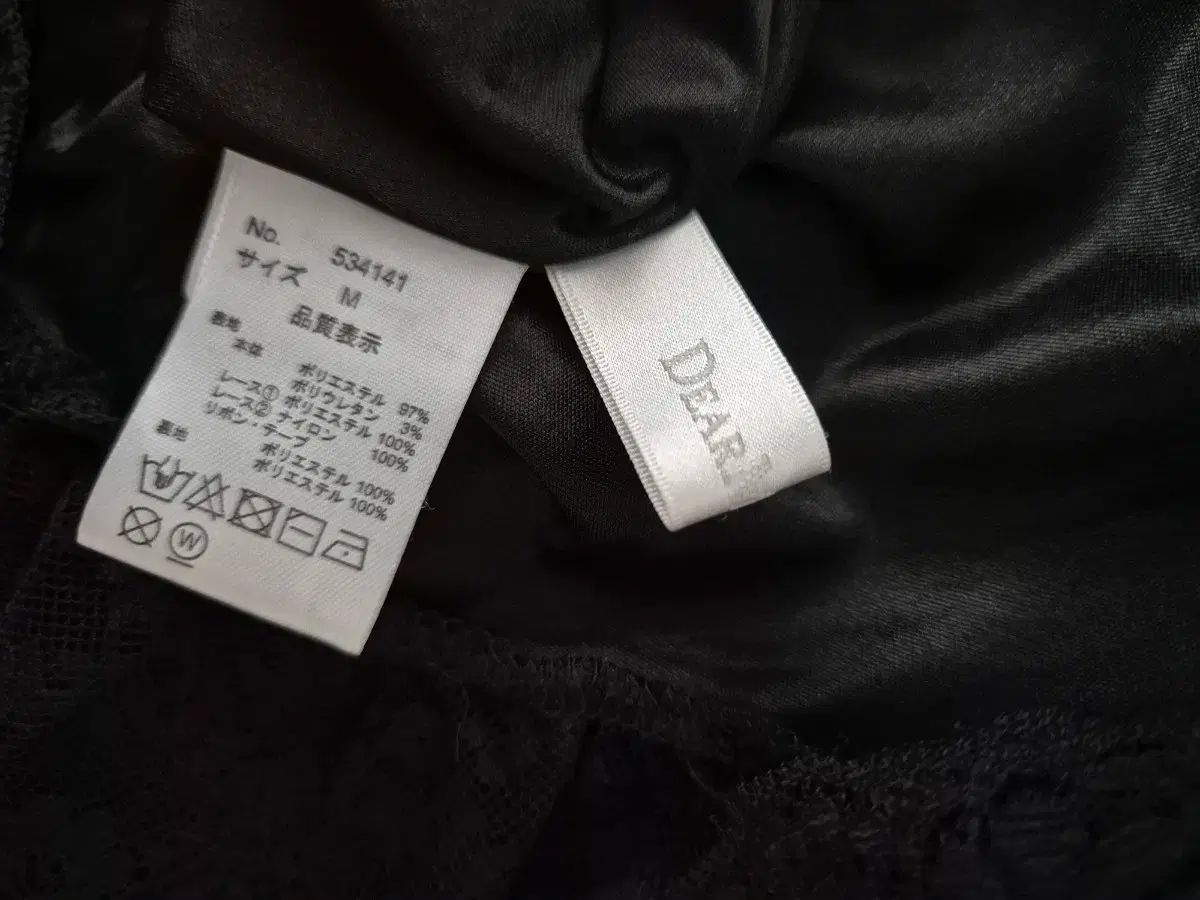 No. 534141
サイズ M
品質表示
表地
本体
ポリエステル 97%
ポリウレタン 3%
レース① ポリエステル 100%
レース② ナイロン 100%
リボン・テープ
ポリエステル 100%
裏地 ポリエステル 100%
W
DEAR